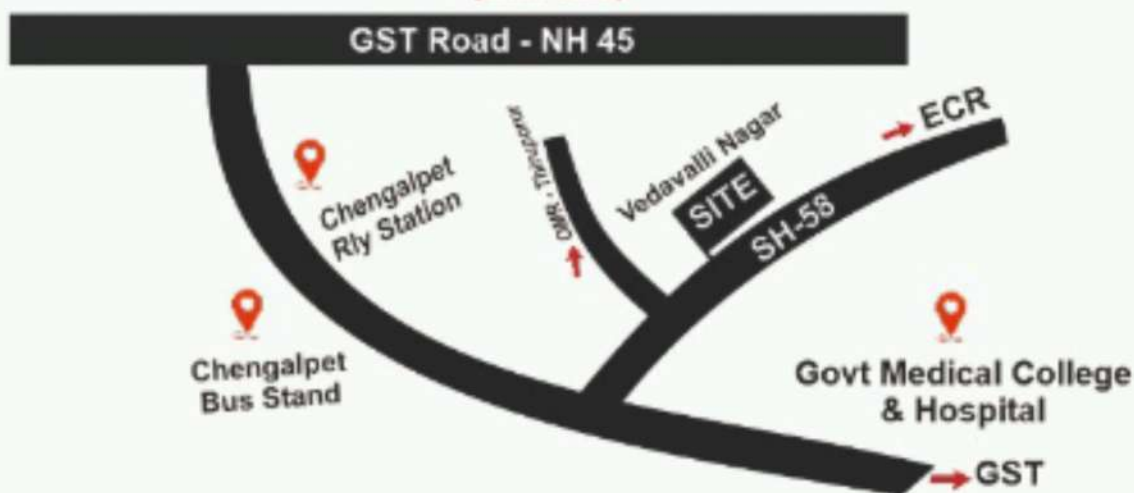 GST Road - NH 45
ECR
Vedavalli Nagar
SITE
SH-58
OMR - Thiruporur
Chengalpet
Rly Station
Chengalpet
Bus Stand
Govt Medical College
& Hospital
GST